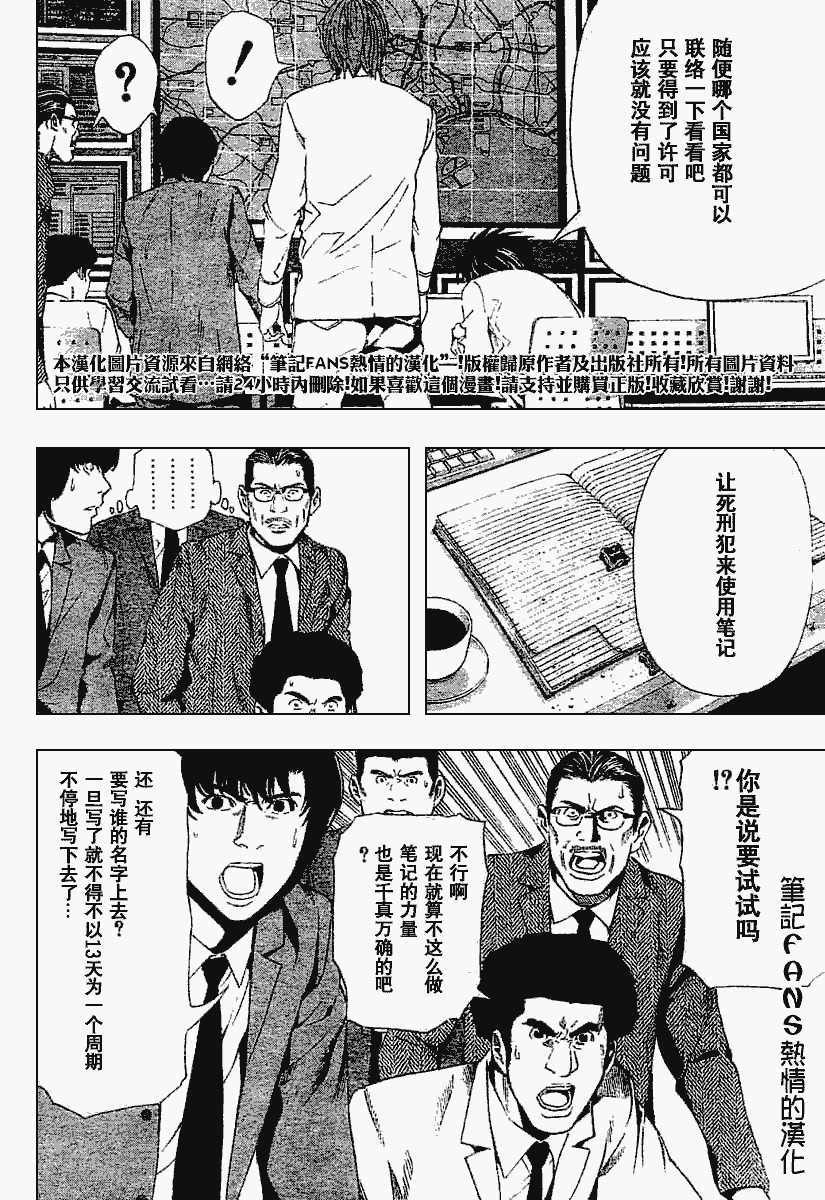 随便哪个国家都可以
联络一下看看吧
只要得到了许可
应该就没有问题
!
?
本漢化圖片資源來自網絡“筆記FANS熱情的漢化”!版權歸原作者及出版社所有!所有圖片資料
只供學習交流試看…請24小時內刪除!如果喜歡這個漫畫!請支持並購買正版!收藏欣賞!謝謝!
让死刑犯来使用笔记
………
………
你是说要试试吗
!?
不行啊
现在就算不这么做
笔记的力量
也是千真万确的吧
?
还 还有
要写谁的名字上去?
一旦写了就不得不以13天为一个周期
不停地写下去了…
筆記FANS熱情的漢化